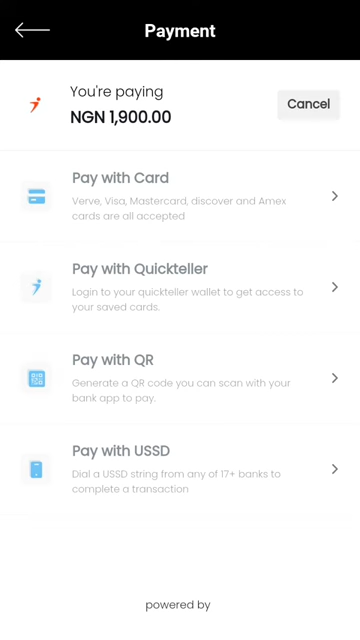 Payment
You're paying
NGN 1,900.00
Cancel
Pay with Card
Verve, Visa, Mastercard, discover and Amex
cards are all accepted
Pay with Quickteller
Login to your quickteller wallet to get access to
your saved cards.
Pay with QR
Generate a QR code you can scan with your
bank app to pay.
Pay with USSD
Dial a USSD string from any of 17+ banks to
complete a transaction
powered by